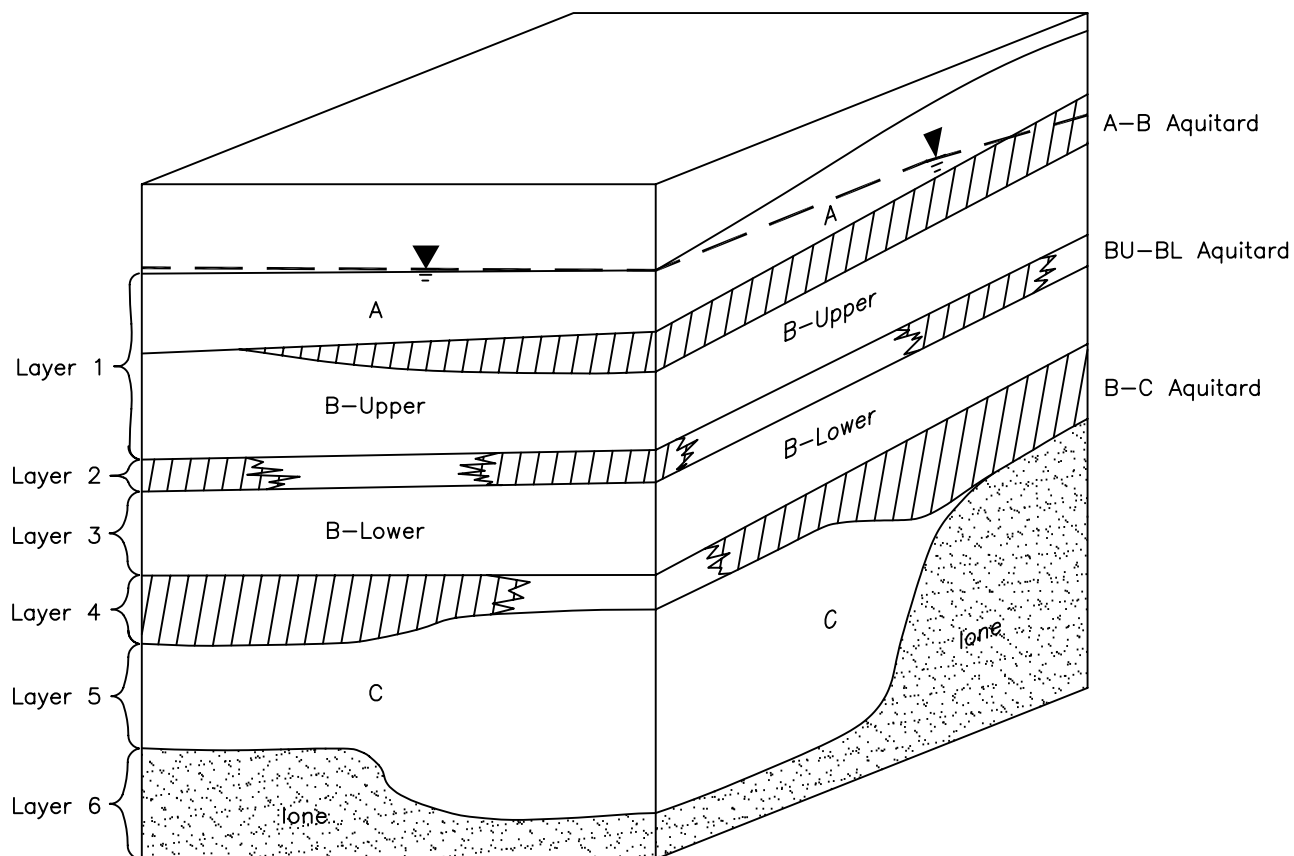 A−B Aquitard
A
BU−BL Aquitard
A
B−Upper
Layer 1
B−C Aquitard
B−Upper
B−Lower
Layer 2
B−Lower
Layer 3
Layer 4
C
Ione
C
Layer 5
Layer 6
Ione